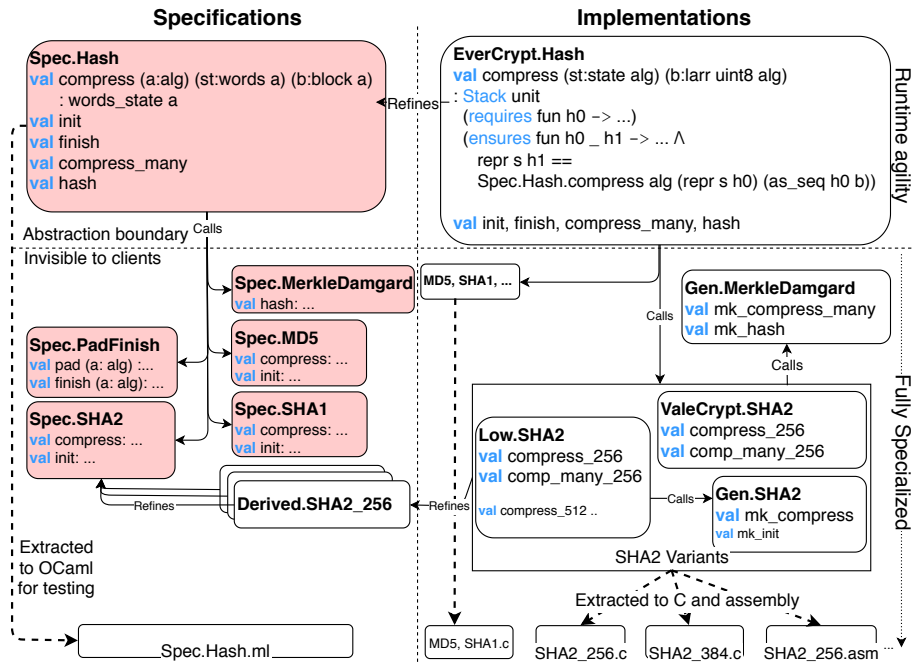 Specifications
Implementations
Spec.Hash
val compress (a:alg) (st:words a) (b:block a)
: words_state a
val init
val finish
val compress_many
val hash
Refines
EverCrypt.Hash
val compress (st:state alg) (b:larr uint8 alg)
: Stack unit
(requires fun h0 -> ...)
(ensures fun h0 _ h1 -> ... /\
repr s h1 ==
Spec.Hash.compress alg (repr s h0) (as_seq h0 b))
val init, finish, compress_many, hash
Runtime agility
Abstraction boundary
Calls
Invisible to clients
Spec.MerkleDamgard
val hash: ...
Spec.PadFinish
val pad (a: alg) :...
val finish (a: alg): ...
Spec.MD5
val compress: ...
init: ...
Spec.SHA2
val compress: ...
val init: ...
Spec.SHA1
val compress: ...
val init: ...
Derived.SHA2_256
Refines
Refines
MD5, SHA1, ...
Calls
Gen.MerkleDamgard
val mk_compress_many
val mk_hash
Calls
ValeCrypt.SHA2
val compress_256
val comp_many_256
Low.SHA2
val compress_256
val comp_many_256
val compress_512 ..
Calls
Gen.SHA2
val mk_compress
val mk_init
SHA2 Variants
Fully Specialized
Extracted
to OCaml
for testing
Extracted to C and assembly
Spec.Hash.ml
MD5, SHA1.c
SHA2_256.c
SHA2_384.c
SHA2_256.asm
...